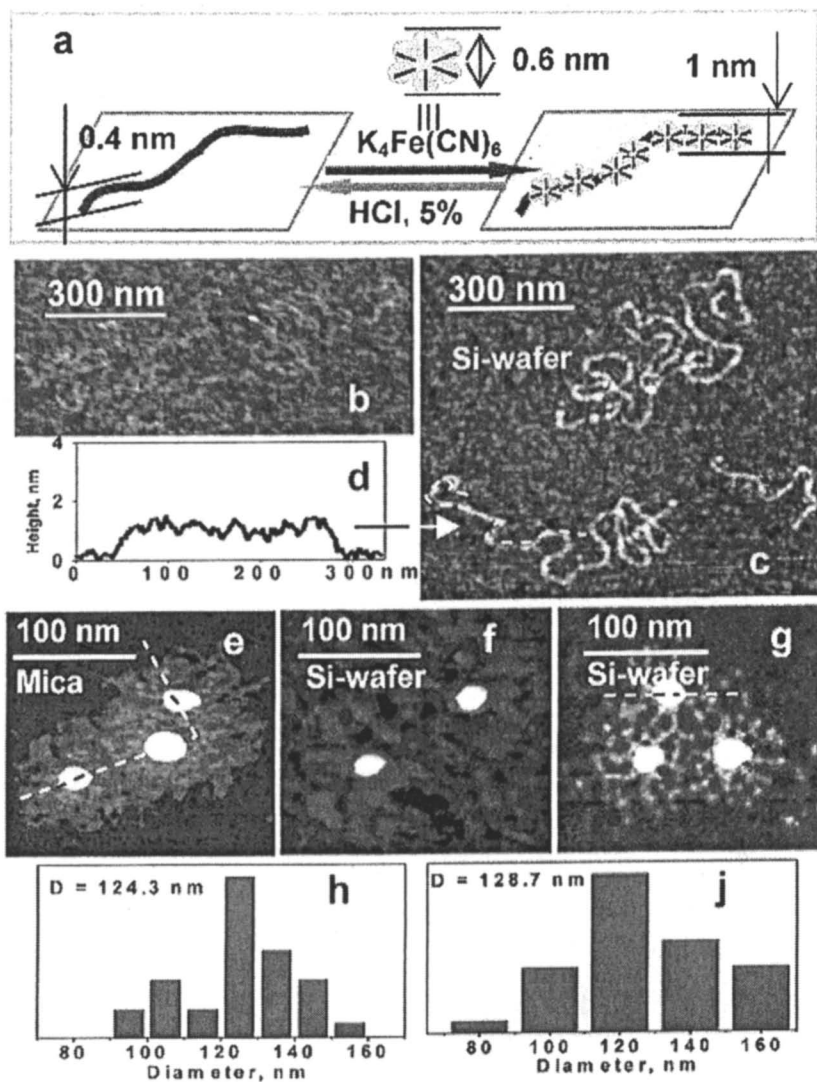 a
0.6 nm
1 nm
0.4 nm
K₄Fe(CN)₆
HCl, 5%
300 nm
b
300 nm
Si-wafer
c
d
Height, nm
4
2
0
100 200 300nm
100 nm
e
Mica
100 nm
f
Si-wafer
100 nm
g
Si-wafer
h
D = 124.3 nm
80 100 120 140 160
Diameter, nm
j
D = 128.7 nm
80 100 120 140 160
Diameter, nm